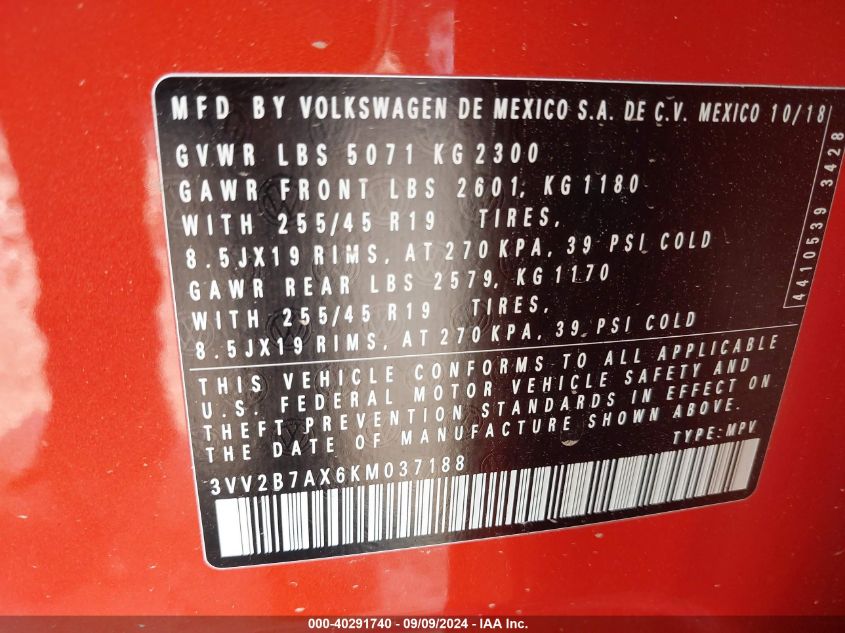 MFD BY VOLKSWAGEN DE MEXICO S.A. DE C.V. MEXICO 10/18
GVWR LBS 5071 KG 2300
GAWR FRONT LBS 2601, KG 1180
WITH 255/45 R19 TIRES,
8.5JX19 RIMS, AT 270 KPA, 39 PSI COLD
GAWR REAR LBS 2579, KG 1170
WITH 255/45 R19 TIRES,
8.5JX19 RIMS, AT 270 KPA, 39 PSI COLD
4410539 3428
THIS VEHICLE CONFORMS TO ALL APPLICABLE
U.S. FEDERAL MOTOR VEHICLE SAFETY AND
THEFT PREVENTION STANDARDS IN EFFECT ON
THE DATE OF MANUFACTURE SHOWN ABOVE.
TYPE: MPV
3VV2B7AX6KM037188
000-40291740 - 09/09/2024 - IAA Inc.